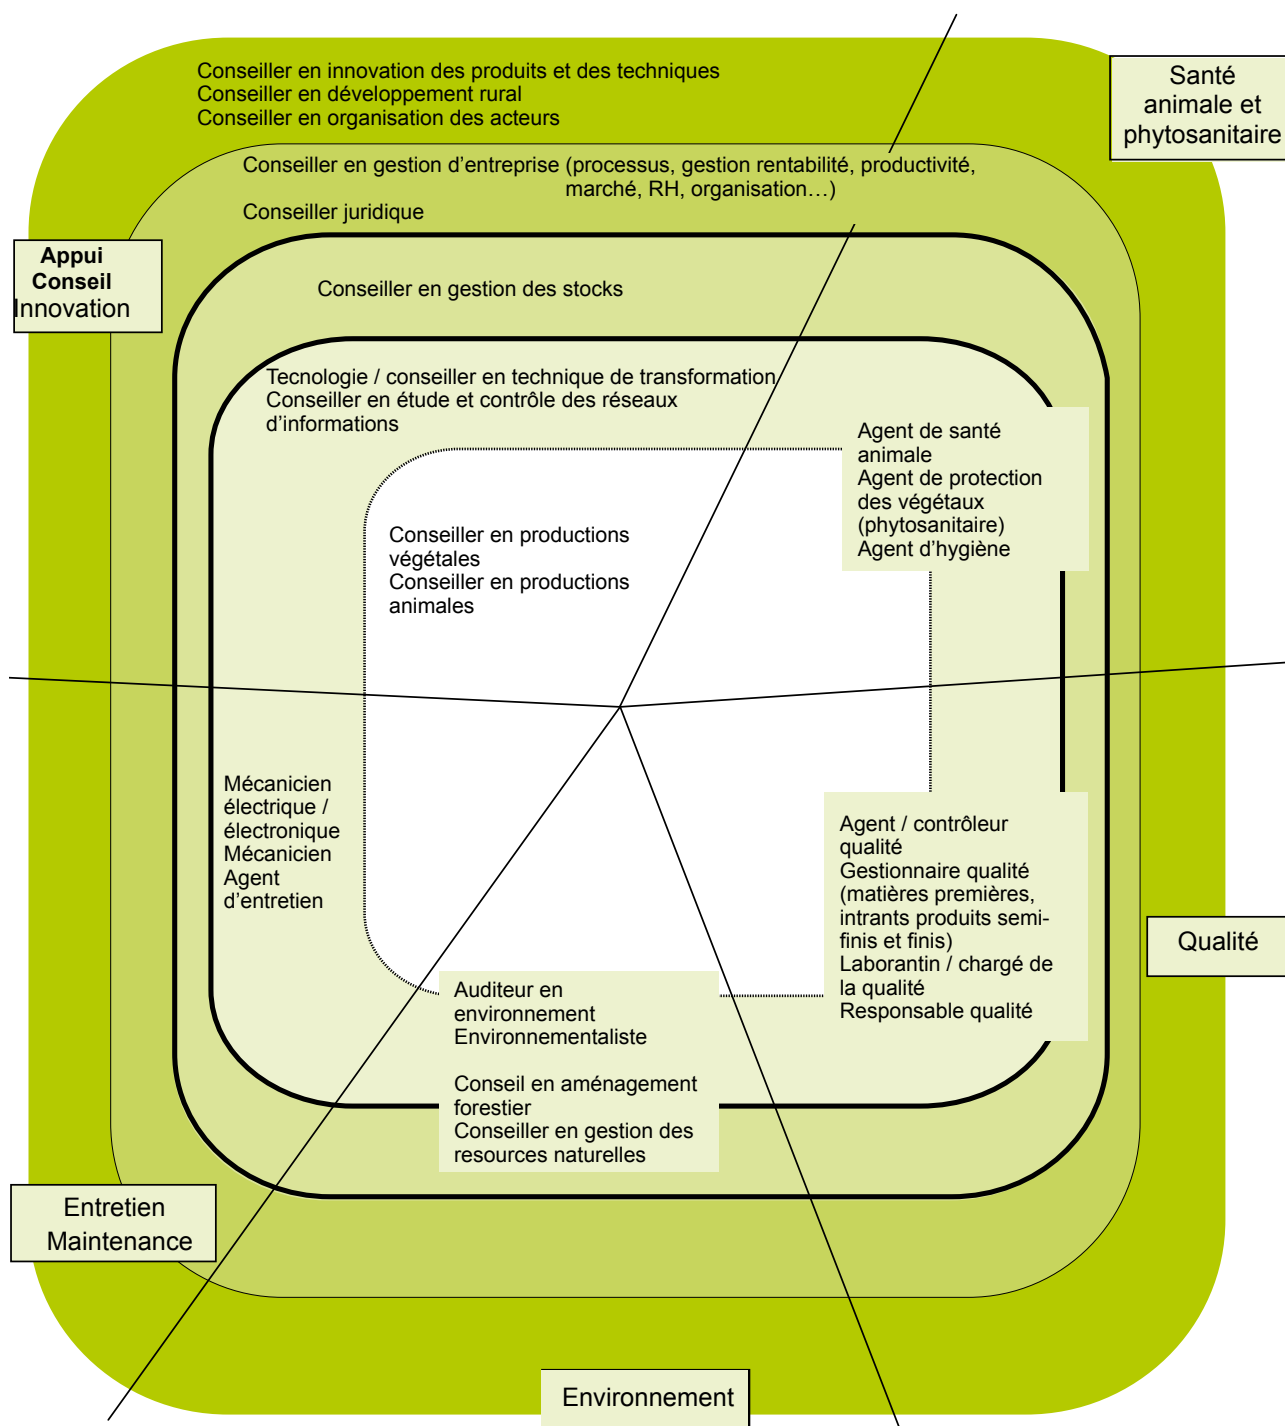 Conseiller en innovation des produits et des techniques
Conseiller en développement rural
Conseiller en organisation des acteurs
Santé
animale et
phytosanitaire
Conseiller en gestion d’entreprise (processus, gestion rentabilité, productivité,
marché, RH, organisation…)
Conseiller juridique
Appui
Conseil
Innovation
Conseiller en gestion des stocks
Tecnologie / conseiller en technique de transformation
Conseiller en étude et contrôle des réseaux
d’informations
Agent de santé
animale
Agent de protection
des végétaux
(phytosanitaire)
Agent d’hygiène
Conseiller en productions
végétales
Conseiller en productions
animales
Mécanicien
électrique /
électronique
Mécanicien
Agent
d’entretien
Agent / contrôleur
qualité
Gestionnaire qualité
(matières premières,
intrants produits semi-
finis et finis)
Laborantin / chargé de
la qualité
Responsable qualité
Qualité
Auditeur en
environnement
Environnementaliste
Conseil en aménagement
forestier
Conseiller en gestion des
resources naturelles
Entretien
Maintenance
Environnement